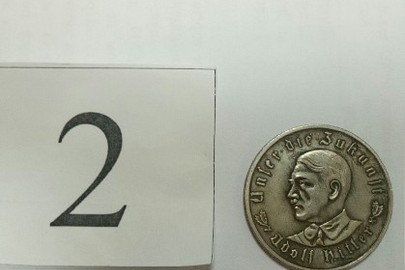 2
Unser die Zukunft
Adolf Hitler